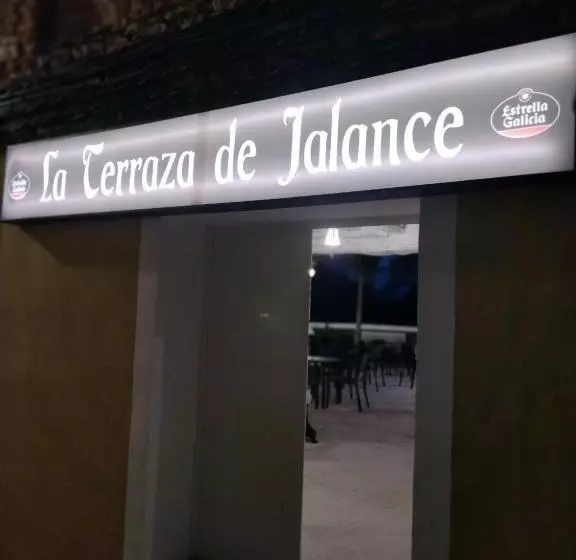 La Terraza de Jalance
Estrella
Galicia